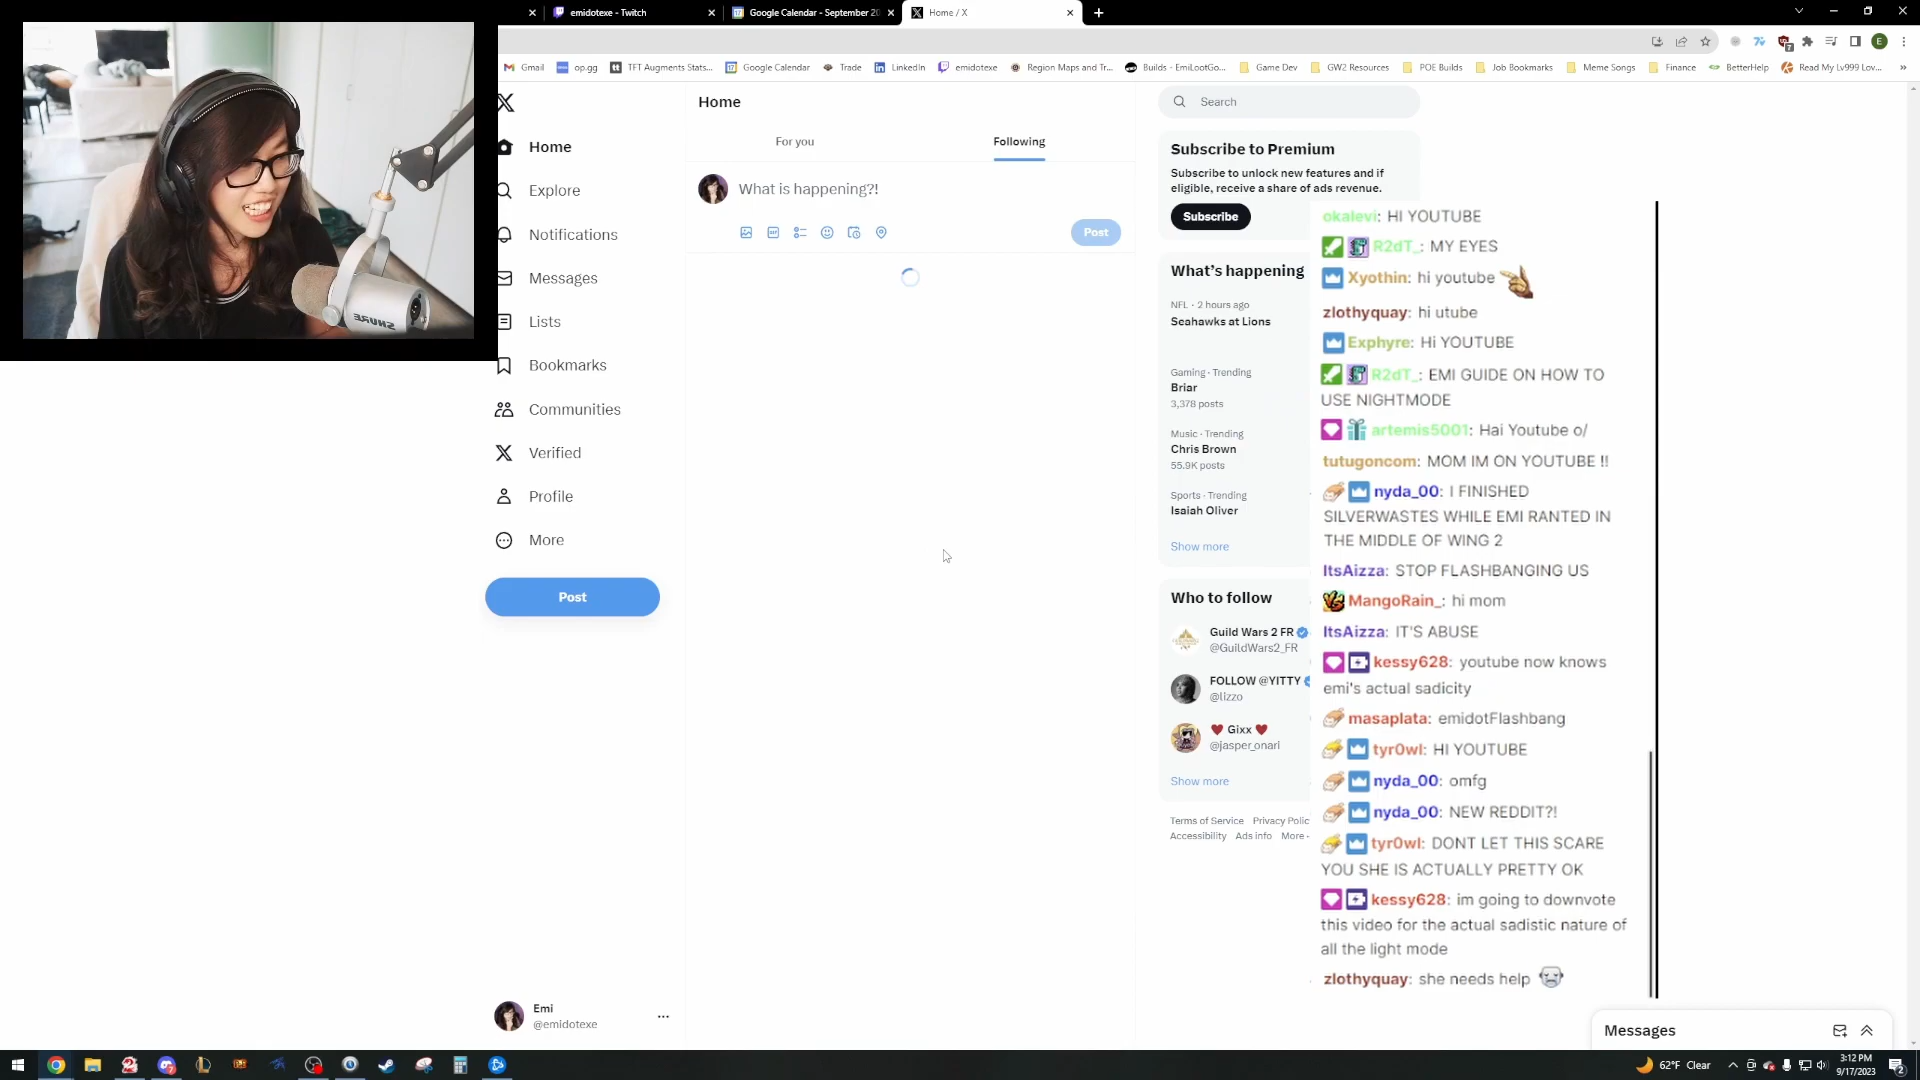 emidotexe - Twitch
Google Calendar - September 20
Home / X
Gmail
op.gg
TFT Augments Stats...
Google Calendar
Trade
LinkedIn
emidotexe
Region Maps and Tr...
Builds - EmiLootGo...
Game Dev
GW2 Resources
POE Builds
Job Bookmarks
Meme Songs
Finance
BetterHelp
Read My Lv999 Lov...
Home
Explore
Notifications
Messages
Lists
Bookmarks
Communities
Verified
Profile
More
Post
Emi
@emidotexe
Home
For you
Following
What is happening?!
Post
Search
Subscribe to Premium
Subscribe to unlock new features and if
eligible, receive a share of ads revenue.
Subscribe
What's happening
NFL · 2 hours ago
Seahawks at Lions
Gaming · Trending
Briar
3,378 posts
Music · Trending
Chris Brown
55.9K posts
Sports · Trending
Isaiah Oliver
Show more
Who to follow
Guild Wars 2 FR
@GuildWars2_FR
FOLLOW @YITTY
@lizzo
Gixx
@jasper_onari
Show more
Terms of Service Privacy Polic
Accessibility Ads info More
okalevi: HI YOUTUBE
R2dT_: MY EYES
Xyothin: hi youtube
zlothyquay: hi utube
Exphyre: Hi YOUTUBE
R2dT_: EMI GUIDE ON HOW TO
USE NIGHTMODE
artemis5001: Hai Youtube o/
tutugoncom: MOM IM ON YOUTUBE !!
nyda_00: I FINISHED
SILVERWASTES WHILE EMI RANTED IN
THE MIDDLE OF WING 2
ItsAizza: STOP FLASHBANGING US
MangoRain_: hi mom
ItsAizza: IT'S ABUSE
kessy628: youtube now knows
emi's actual sadicity
masaplata: emidotFlashbang
tyr0wl: HI YOUTUBE
nyda_00: omfg
nyda_00: NEW REDDIT?!
tyr0wl: DONT LET THIS SCARE
YOU SHE IS ACTUALLY PRETTY OK
kessy628: im going to downvote
this video for the actual sadistic nature of
all the light mode
zlothyquay: she needs help
Messages
SHURE
62°F Clear
3:12 PM
9/17/2023